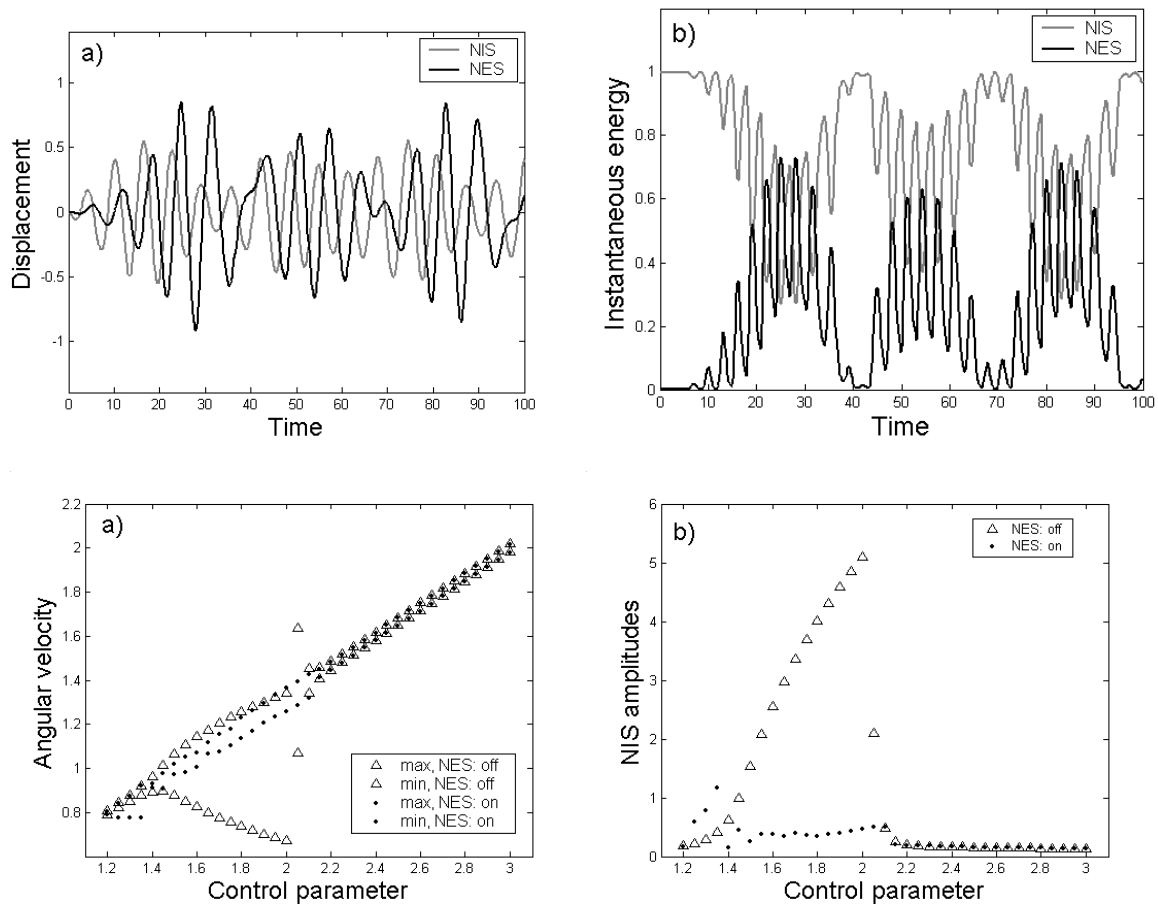 a)
NIS
NES
1
0.5
0
-0.5
-1
Displacement
0 10 20 30 40 50 60 70 80 90 100
Time
b)
NIS
NES
1
0.8
0.6
0.4
0.2
0
Instantaneous energy
0 10 20 30 40 50 60 70 80 90 100
Time
a)
2.2
2
1.8
1.6
1.4
1.2
1
0.8
Angular velocity
max, NES: off
min, NES: off
max, NES: on
min, NES: on
1.2 1.4 1.6 1.8 2 2.2 2.4 2.6 2.8 3
Control parameter
b)
NES: off
NES: on
6
5
4
3
2
1
0
NIS amplitudes
1.2 1.4 1.6 1.8 2 2.2 2.4 2.6 2.8 3
Control parameter